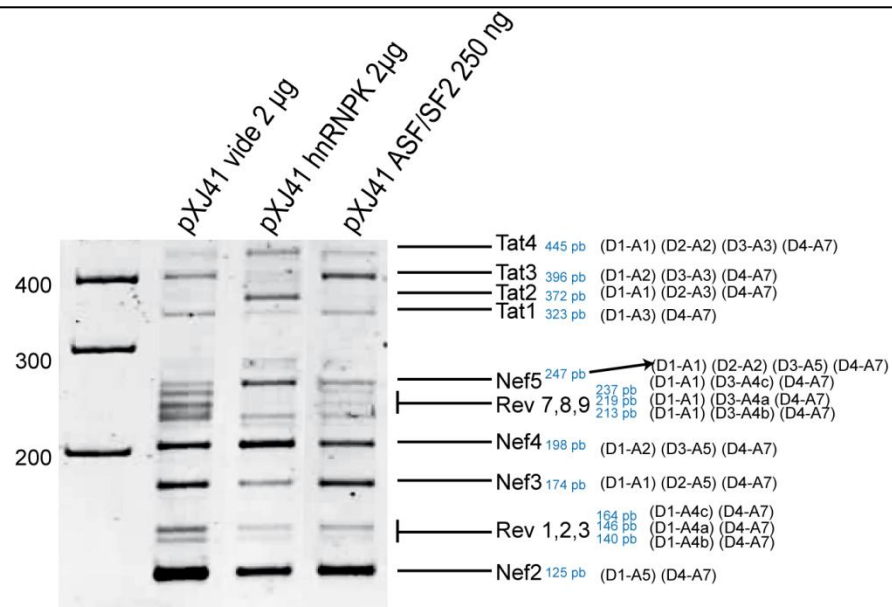 pXJ41 vide 2 µg
pXJ41 hnRNPK 2µg
pXJ41 ASF/SF2 250 ng
400
300
200
Tat4 445 pb (D1-A1) (D2-A2) (D3-A3) (D4-A7)
Tat3 396 pb (D1-A2) (D3-A3) (D4-A7)
Tat2 372 pb (D1-A1) (D2-A3) (D4-A7)
Tat1 323 pb (D1-A3) (D4-A7)
Nef5 247 pb (D1-A1) (D2-A2) (D3-A5) (D4-A7)
237 pb (D1-A1) (D3-A4c) (D4-A7)
Rev 7,8,9 219 pb (D1-A1) (D3-A4a (D4-A7)
213 pb (D1-A1) (D3-A4b) (D4-A7)
Nef4 198 pb (D1-A2) (D3-A5) (D4-A7)
Nef3 174 pb (D1-A1) (D2-A5) (D4-A7)
164 pb (D1-A4c) (D4-A7)
Rev 1,2,3 146 pb (D1-A4a) (D4-A7)
140 pb (D1-A4b) (D4-A7)
Nef2 125 pb (D1-A5) (D4-A7)